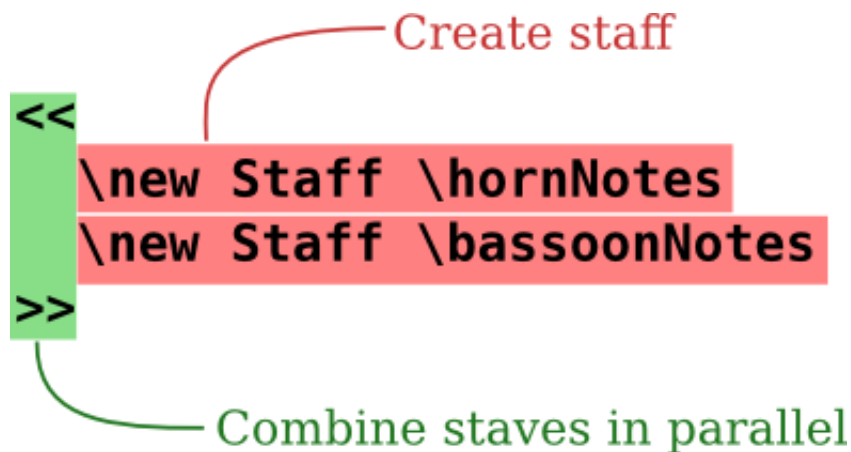 Create staff
<<
\new Staff \hornNotes
\new Staff \bassoonNotes
>>
Combine staves in parallel